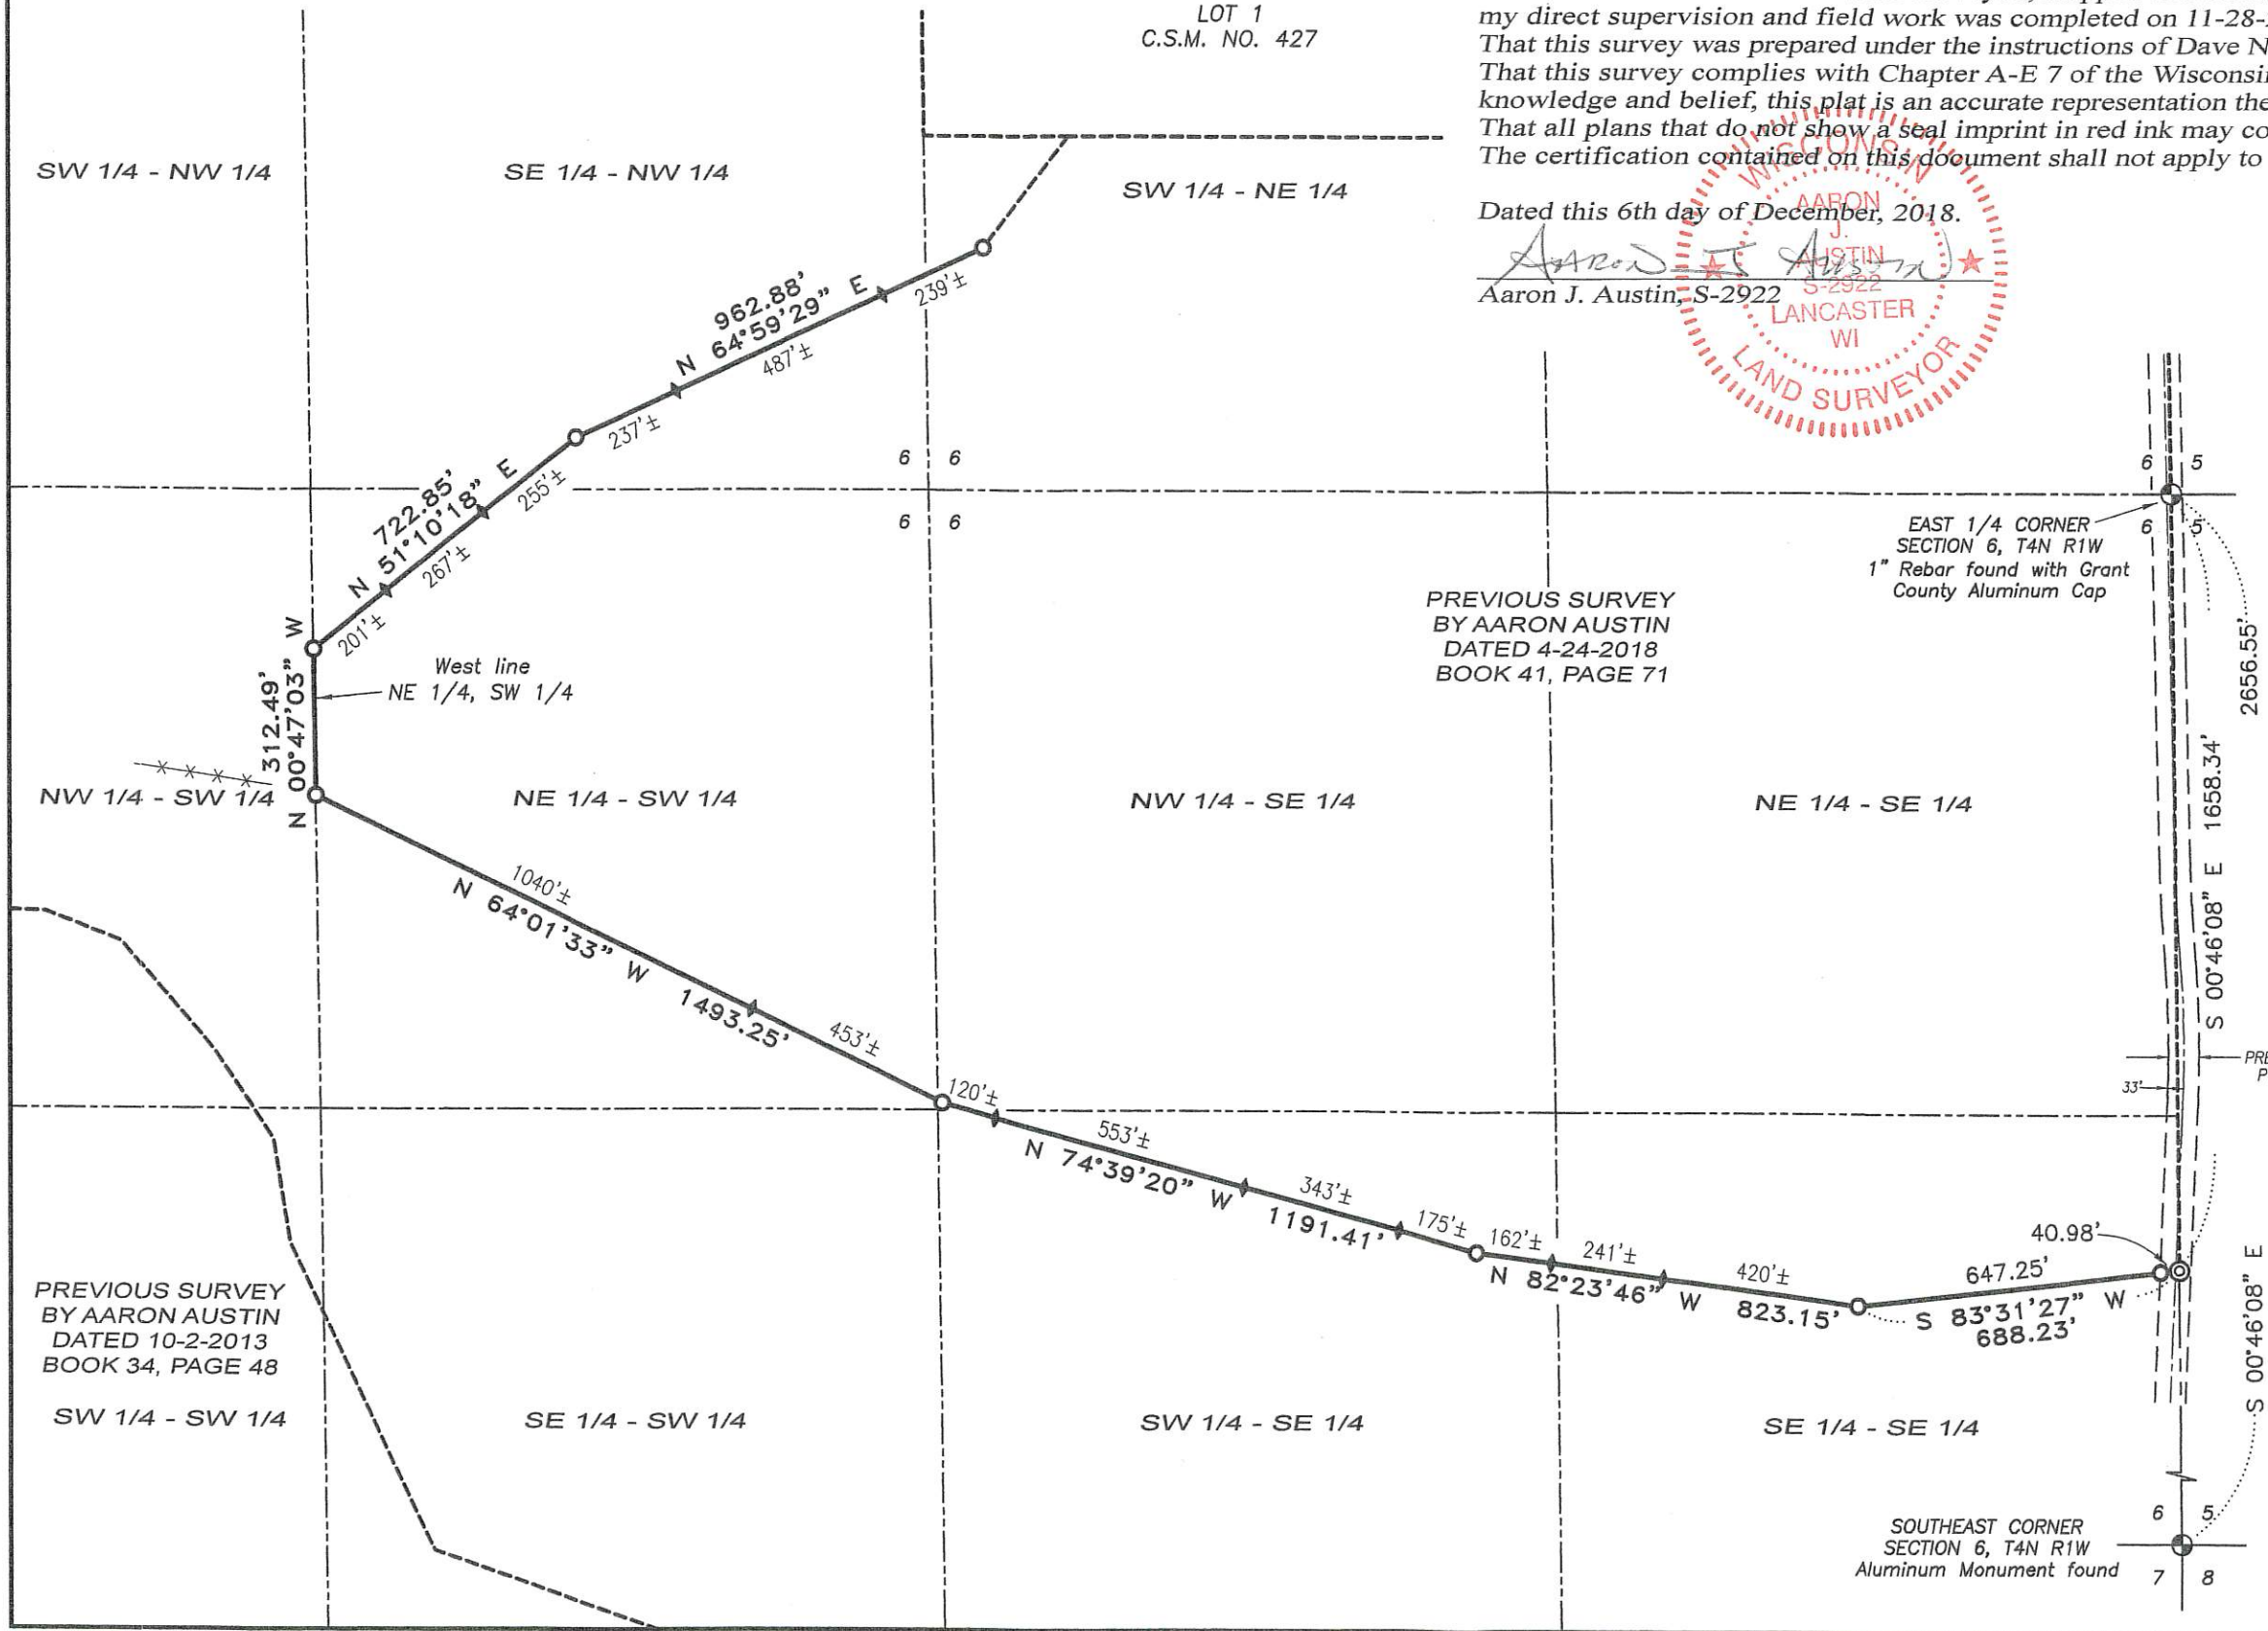 LOT 1
C.S.M. NO. 427
my direct supervision and field work was completed on 11-28-
That this survey was prepared under the instructions of Dave N
That this survey complies with Chapter A-E 7 of the Wisconsin
knowledge and belief, this plat is an accurate representation the
That all plans that do not show a seal imprint in red ink may co
The certification contained on this document shall not apply to
Dated this 6th day of December, 2018.
Aaron J Austin
Aaron J. Austin, S-2922
WISCONSIN
AARON
J.
AUSTIN
S-2922
LANCASTER
WI
LAND SURVEYOR
SW 1/4 - NW 1/4
SE 1/4 - NW 1/4
SW 1/4 - NE 1/4
962.88'
N 64°59'29" E
239'±
487'±
237'±
722.85'
N 51°10'18" E
255'±
267'±
201'±
6 6
6 6
6 5
6 5
EAST 1/4 CORNER
SECTION 6, T4N R1W
1" Rebar found with Grant
County Aluminum Cap
2656.55'
PREVIOUS SURVEY
BY AARON AUSTIN
DATED 4-24-2018
BOOK 41, PAGE 71
West line
NE 1/4, SW 1/4
312.49'
N 00°47'03" W
NW 1/4 - SW 1/4
NE 1/4 - SW 1/4
NW 1/4 - SE 1/4
NE 1/4 - SE 1/4
S 00°46'08" E 1658.34'
1040'±
N 64°01'33" W 1493.25'
453'±
33'
120'±
553'±
N 74°39'20" W 1191.41'
343'±
175'±
162'±
241'±
N 82°23'46" W 823.15'
420'±
40.98'
647.25'
S 83°31'27" W
688.23'
S 00°46'08" E
PREVIOUS SURVEY
BY AARON AUSTIN
DATED 10-2-2013
BOOK 34, PAGE 48
SW 1/4 - SW 1/4
SE 1/4 - SW 1/4
SW 1/4 - SE 1/4
SE 1/4 - SE 1/4
SOUTHEAST CORNER
SECTION 6, T4N R1W
Aluminum Monument found
6 5
7 8